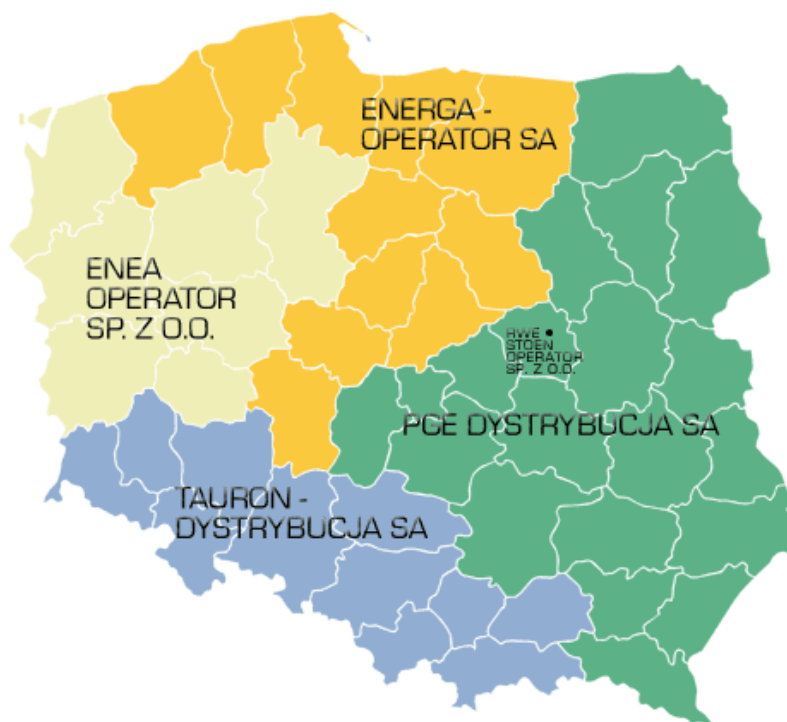 ENERGA -
OPERATOR SA
ENEA
OPERATOR
SP. Z O.O.
RWE
STOEN
OPERATOR
SP. Z O.O.
PGE DYSTRYBUCJA SA
TAURON -
DYSTRYBUCJA SA